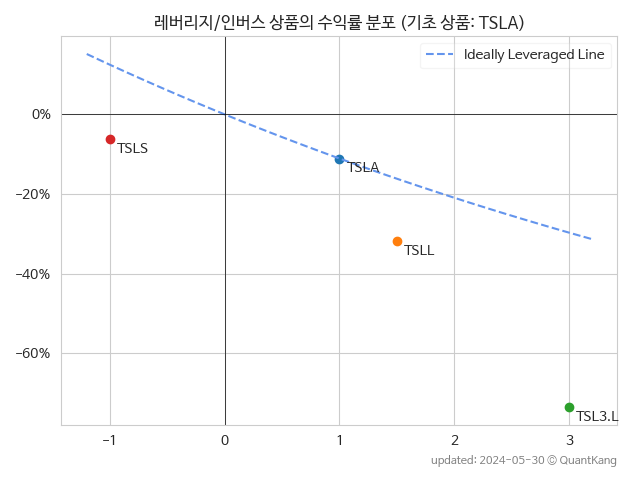 레버리지/인버스 상품의 수익률 분포 (기초 상품: TSLA)
Ideally Leveraged Line
0%
−20%
−40%
−60%
TSLS
TSLA
TSLL
TSL3.L
−1
0
1
2
3
updated: 2024-05-30 © QuantKang